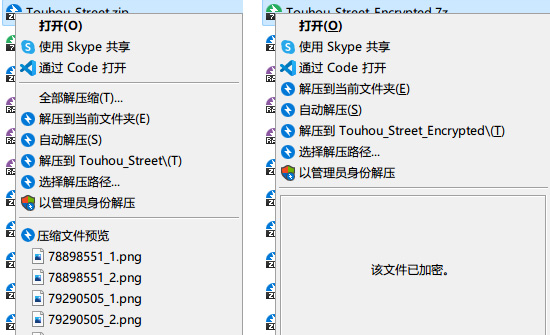 Touhou_Street.zip
打开(O)
使用 Skype 共享
通过 Code 打开
全部解压缩(T)...
解压到当前文件夹(E)
自动解压(S)
解压到 Touhou_Street\(T)
选择解压路径...
以管理员身份解压
压缩文件预览
78898551_1.png
78898551_2.png
79290505_1.png
79290505_2.png
Touhou_Street_Encrypted.7z
打开(O)
使用 Skype 共享
通过 Code 打开
解压到当前文件夹(E)
自动解压(S)
解压到 Touhou_Street_Encrypted\(T)
选择解压路径...
以管理员身份解压
该文件已加密。